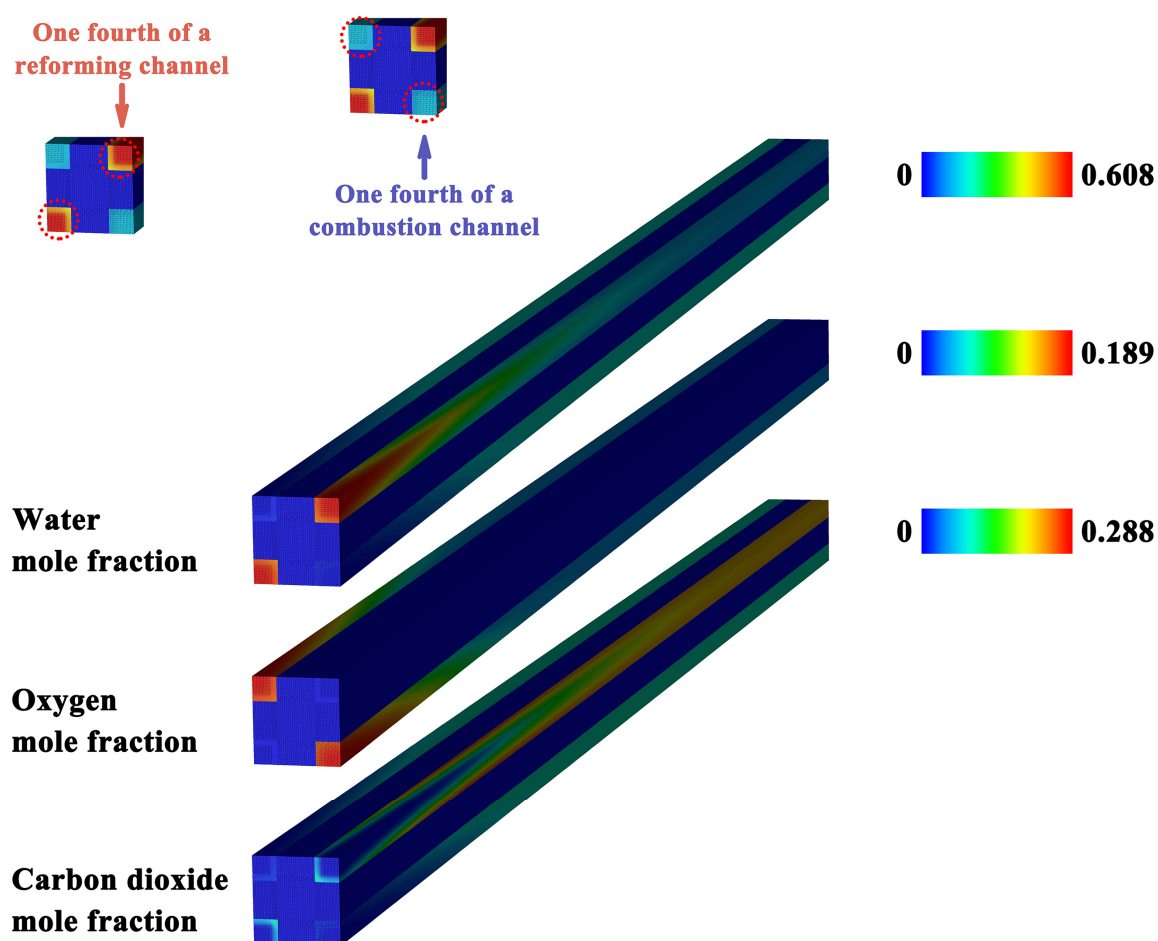 One fourth of a
reforming channel
One fourth of a
combustion channel
0 0.608
0 0.189
Water
mole fraction
0 0.288
Oxygen
mole fraction
Carbon dioxide
mole fraction